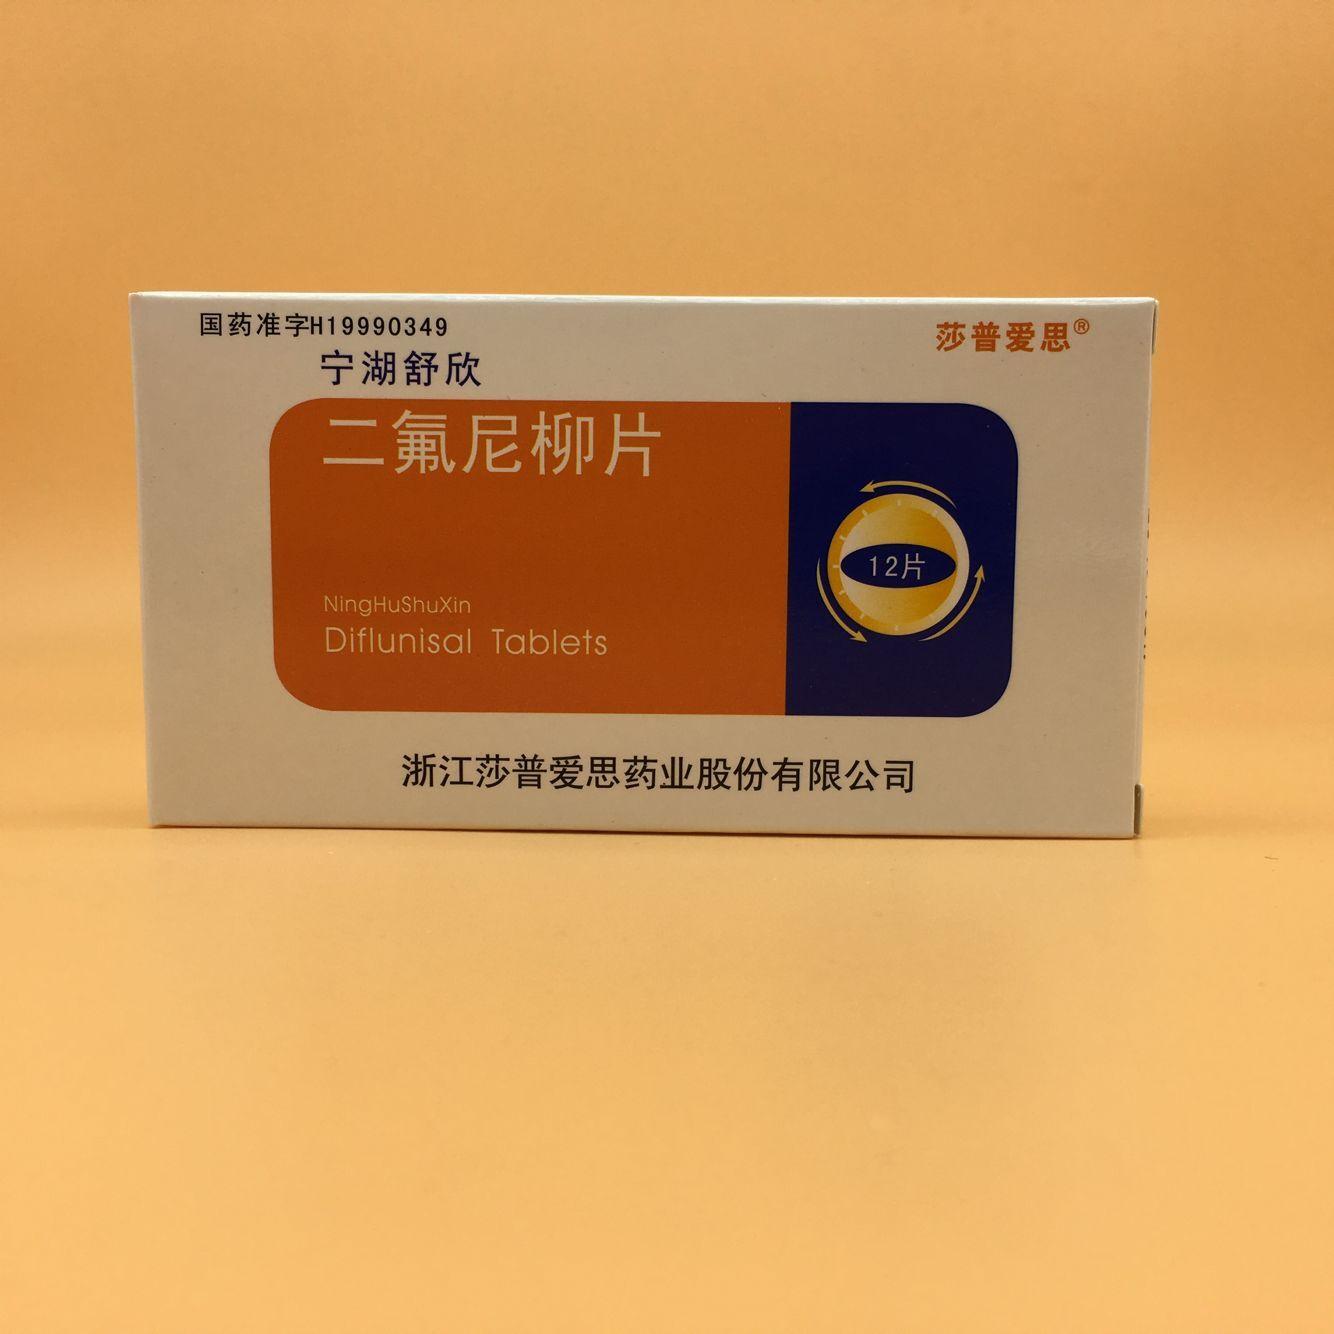 国药准字H19990349
莎普爱思®
宁湖舒欣
二氟尼柳片
12片
NingHuShuXin
Diflunisal Tablets
浙江莎普爱思药业股份有限公司